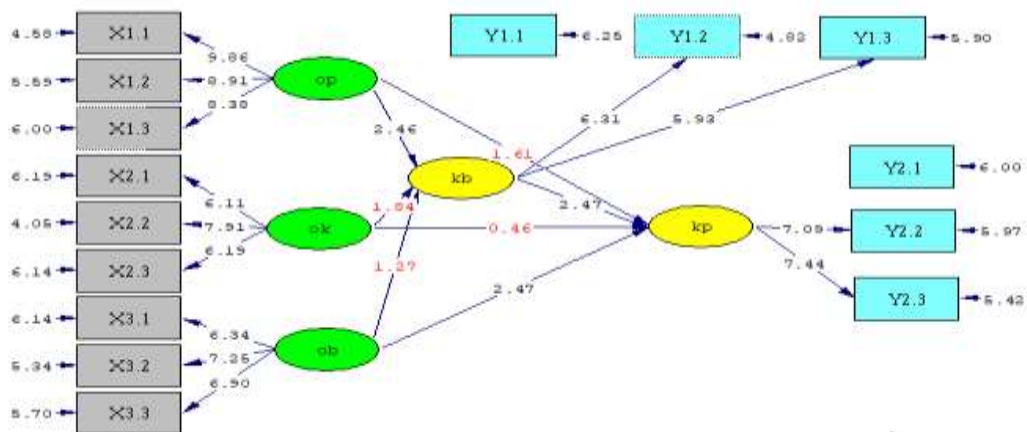 4.58 X1.1
5.59 X1.2
6.00 X1.3
6.19 X2.1
4.05 X2.2
6.14 X2.3
6.14 X3.1
5.34 X3.2
5.70 X3.3
9.86
8.91
8.38
6.11
7.91
6.19
6.34
7.25
6.90
op
ok
ob
2.46
1.84
1.27
1.61
0.46
2.47
kb
2.47
kp
6.31
5.93
7.09
7.44
Y1.1 6.25
Y1.2 4.82
Y1.3 5.90
Y2.1 6.00
Y2.2 5.97
Y2.3 5.42